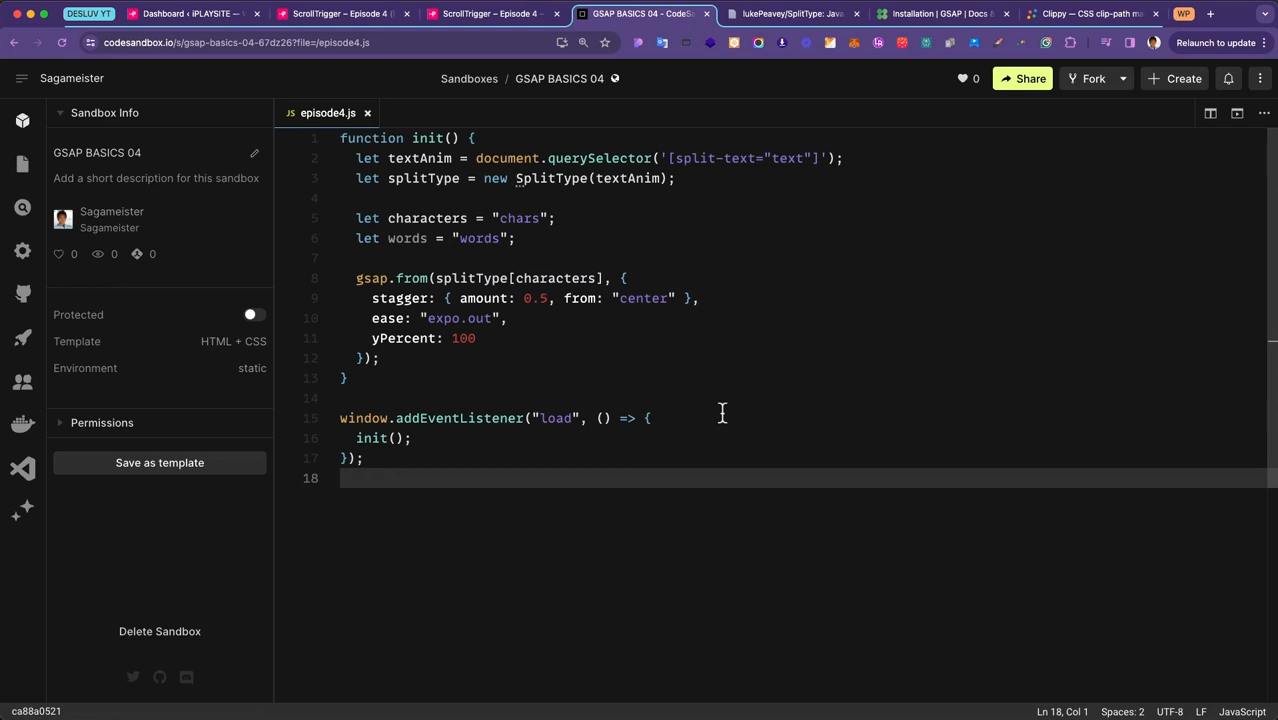 DESLUV YT
Dashboard ‹ iPLAYSITE —
ScrollTrigger – Episode 4 (
ScrollTrigger – Episode 4
GSAP BASICS 04 - CodeSa
lukePeavey/SplitType: Java
Installation | GSAP | Docs &
Clippy — CSS clip-path ma
WP
codesandbox.io/s/gsap-basics-04-67dz26?file=/episode4.js
Relaunch to update
Sagameister
Sandboxes / GSAP BASICS 04
0
Share
Fork
Create
Sandbox Info
GSAP BASICS 04
Add a short description for this sandbox
Sagameister
Sagameister
0 0 0
Protected
Template HTML + CSS
Environment static
Permissions
Save as template
Delete Sandbox
JS episode4.js
1 function init() {
2 let textAnim = document.querySelector('[split-text="text"]');
3 let splitType = new SplitType(textAnim);
4
5 let characters = "chars";
6 let words = "words";
7
8 gsap.from(splitType[characters], {
9 stagger: { amount: 0.5, from: "center" },
10 ease: "expo.out",
11 yPercent: 100
12 });
13 }
14
15 window.addEventListener("load", () => {
16 init();
17 });
18
ca88a0521
Ln 18, Col 1 Spaces: 2 UTF-8 LF JavaScript